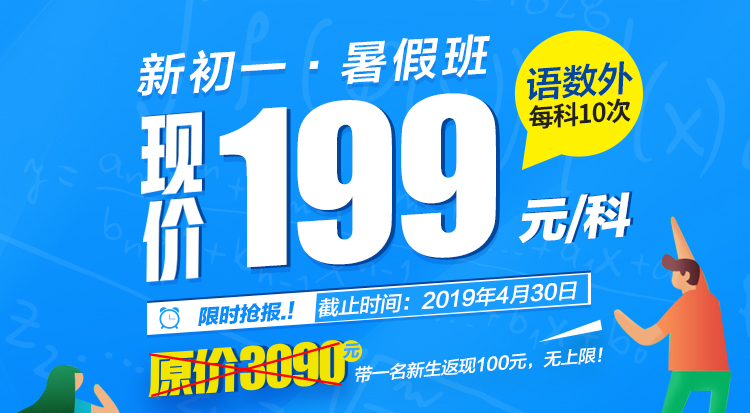 新初一·暑假班
语数外
每科10次
现价199元/科
限时抢报.! 截止时间：2019年4月30日
原价3090元
带一名新生返现100元，无上限！